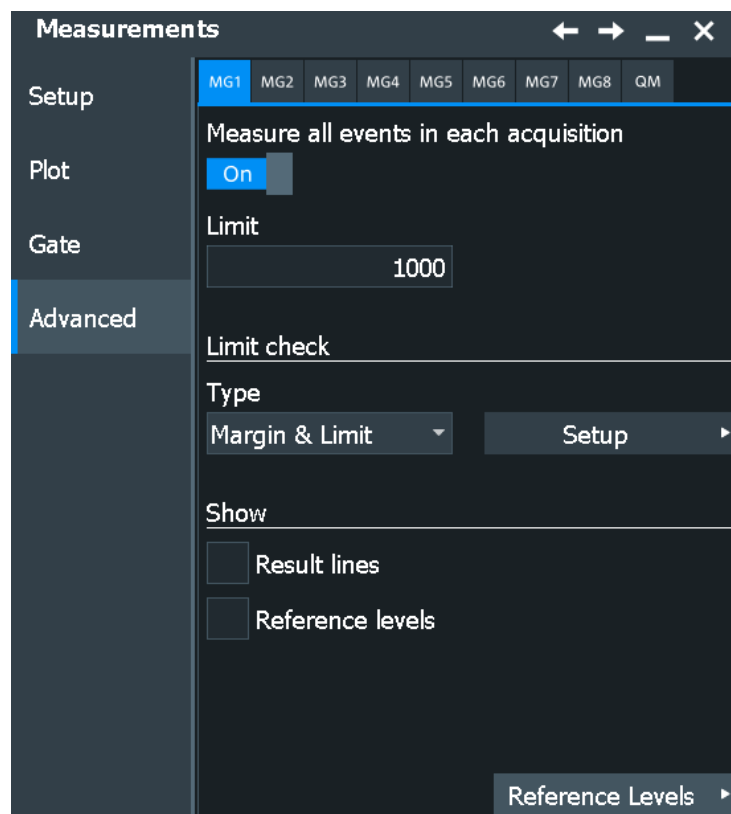 Measurements
Setup
Plot
Gate
Advanced
MG1 MG2 MG3 MG4 MG5 MG6 MG7 MG8 QM
Measure all events in each acquisition
On
Limit
1000
Limit check
Type
Margin & Limit
Setup
Show
Result lines
Reference levels
Reference Levels